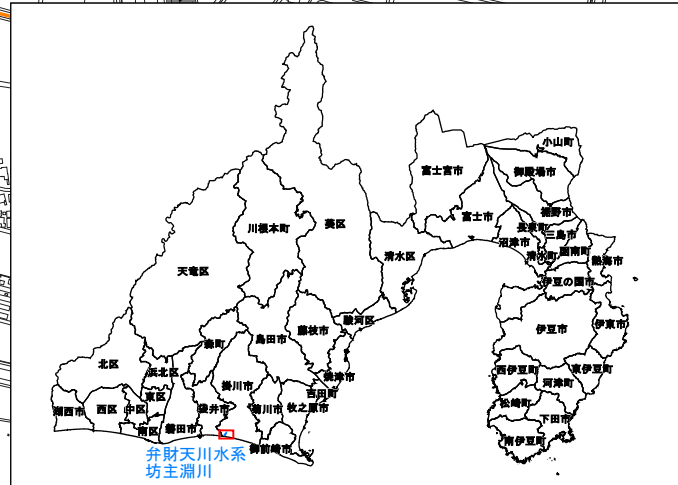 小山町
御殿場市
富士宮市
裾野市
富士市
長泉町
三島市
沼津市
清水町
函南町
熱海市
伊豆の国市
葵区
川根本町
清水区
天竜区
伊豆市
伊東市
駿河区
藤枝市
島田市
森町
北区
浜北区
西伊豆町
東伊豆町
焼津市
河津町
掛川市
東区
吉田町
松崎町
湖西市
西区
中区
袋井市
菊川市
牧之原市
下田市
南区
磐田市
南伊豆町
御前崎市
弁財天川水系
坊主淵川